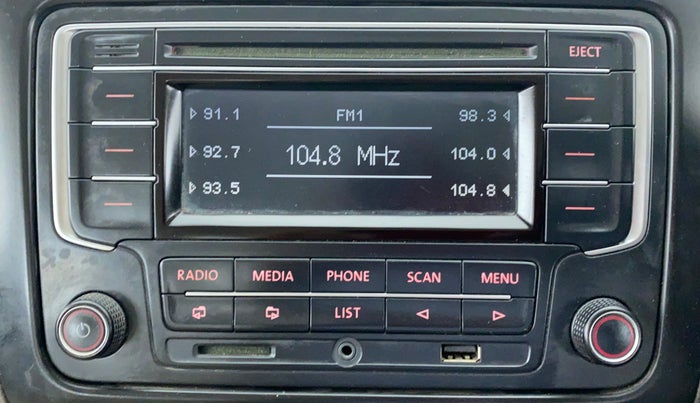 EJECT
91.1 FM1 98.3
92.7 104.8 MHz 104.0
93.5 104.8
RADIO MEDIA PHONE SCAN MENU
LIST